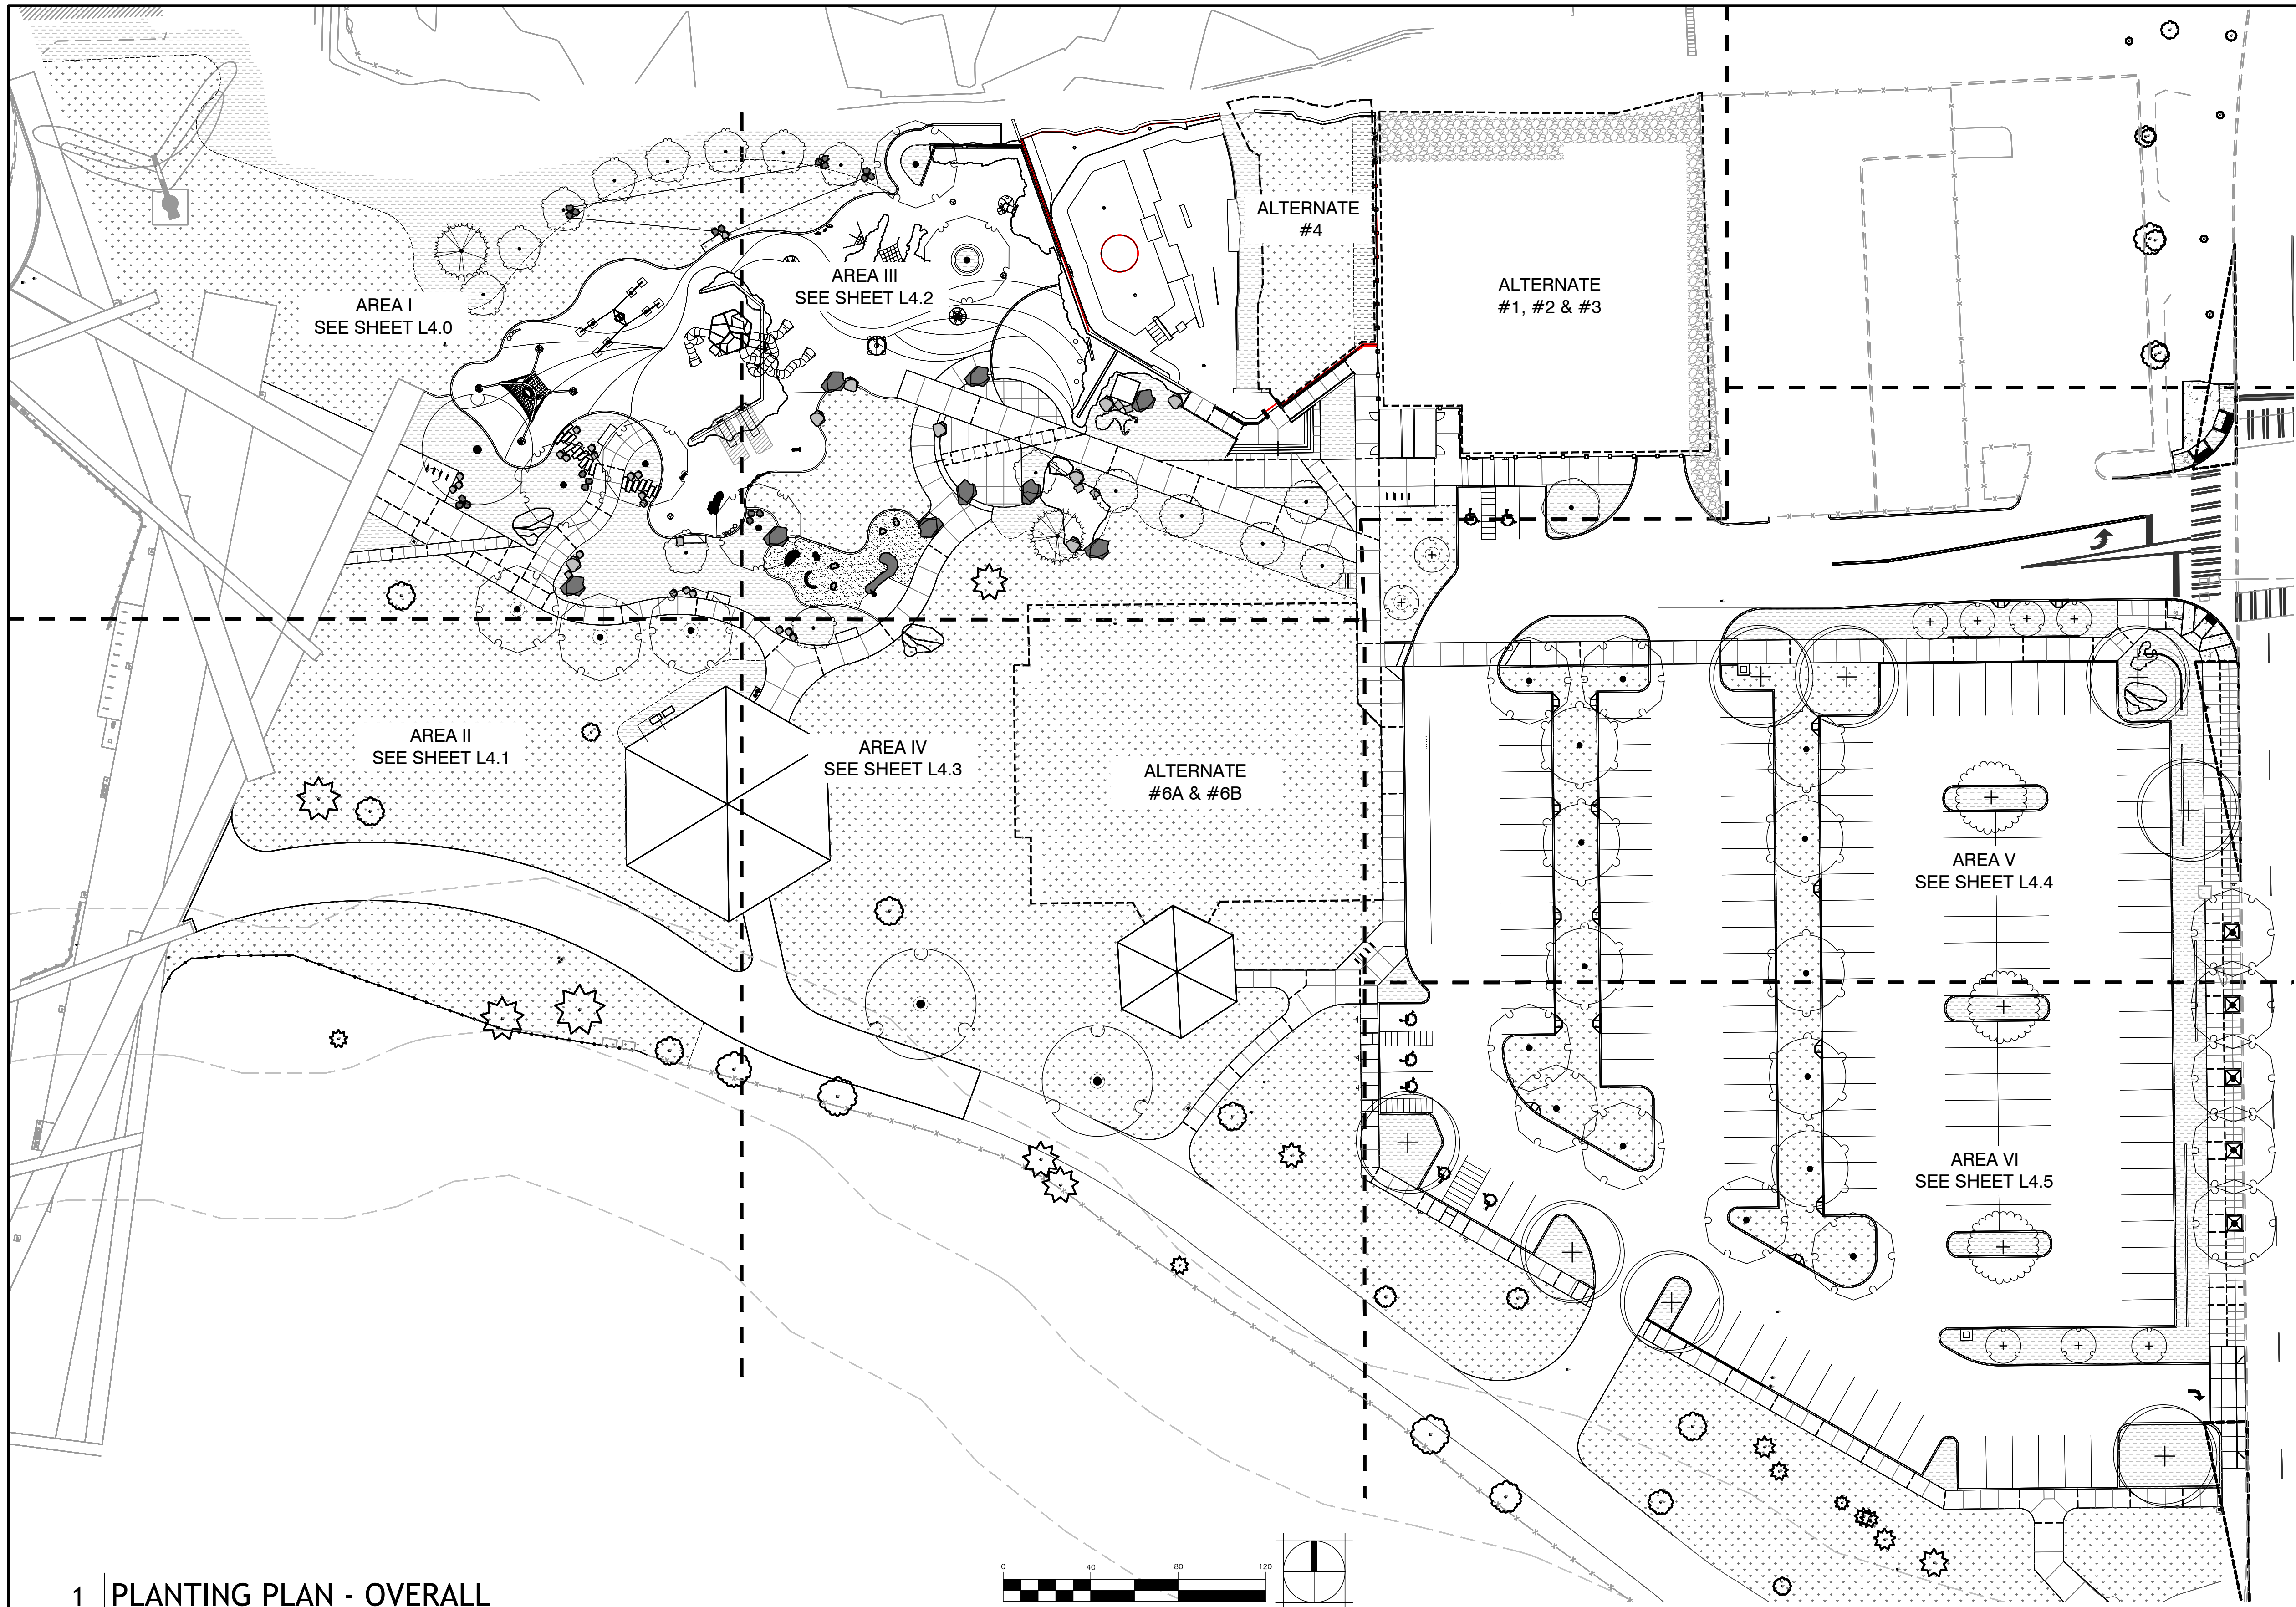 ALTERNATE
#4
AREA III
SEE SHEET L4.2
ALTERNATE
#1, #2 & #3
AREA I
SEE SHEET L4.0
AREA II
SEE SHEET L4.1
AREA IV
SEE SHEET L4.3
ALTERNATE
#6A & #6B
AREA V
SEE SHEET L4.4
AREA VI
SEE SHEET L4.5
0 40 80 120
1 PLANTING PLAN - OVERALL